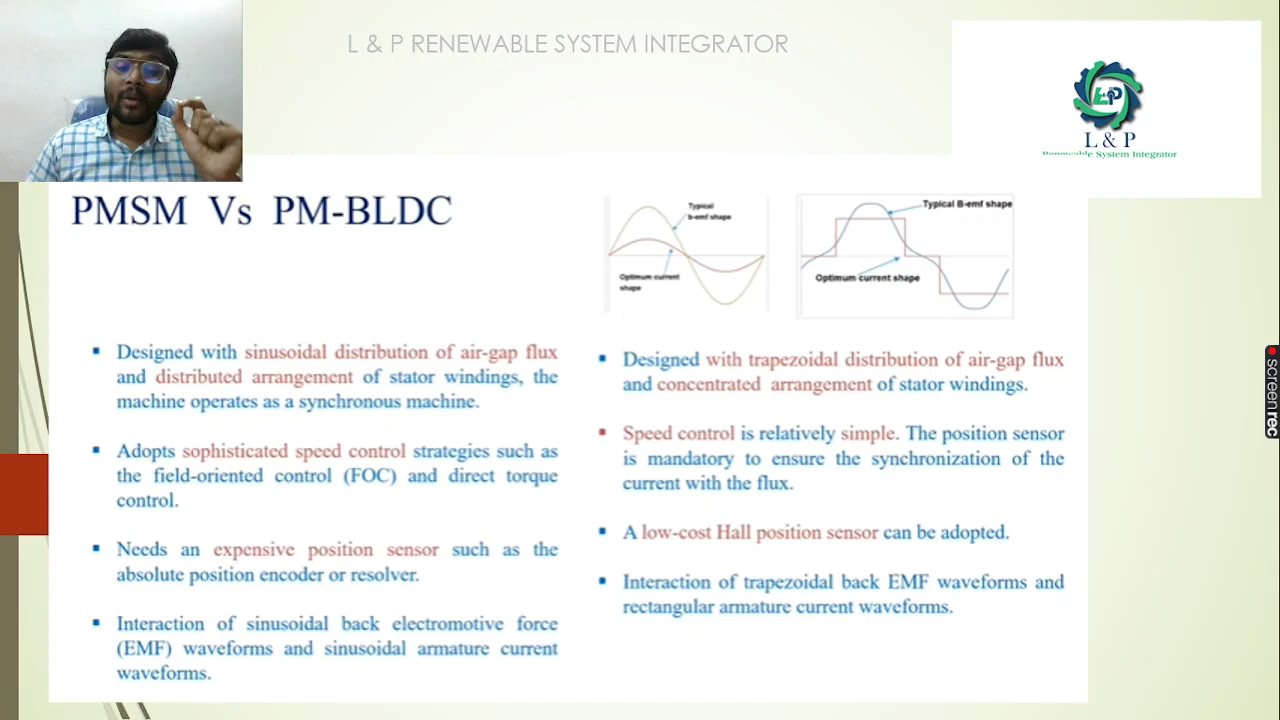 L & P RENEWABLE SYSTEM INTEGRATOR
L&P
L & P
Renewable System Integrator
PMSM Vs PM-BLDC
Typical
b-emf shape
Optimum current
shape
Typical B-emf shape
Optimum current shape
▪ Designed with sinusoidal distribution of air-gap flux
and distributed arrangement of stator windings, the
machine operates as a synchronous machine.
▪ Adopts sophisticated speed control strategies such as
the field-oriented control (FOC) and direct torque
control.
▪ Needs an expensive position sensor such as the
absolute position encoder or resolver.
▪ Interaction of sinusoidal back electromotive force
(EMF) waveforms and sinusoidal armature current
waveforms.
▪ Designed with trapezoidal distribution of air-gap flux
and concentrated arrangement of stator windings.
▪ Speed control is relatively simple. The position sensor
is mandatory to ensure the synchronization of the
current with the flux.
▪ A low-cost Hall position sensor can be adopted.
▪ Interaction of trapezoidal back EMF waveforms and
rectangular armature current waveforms.
screenrec